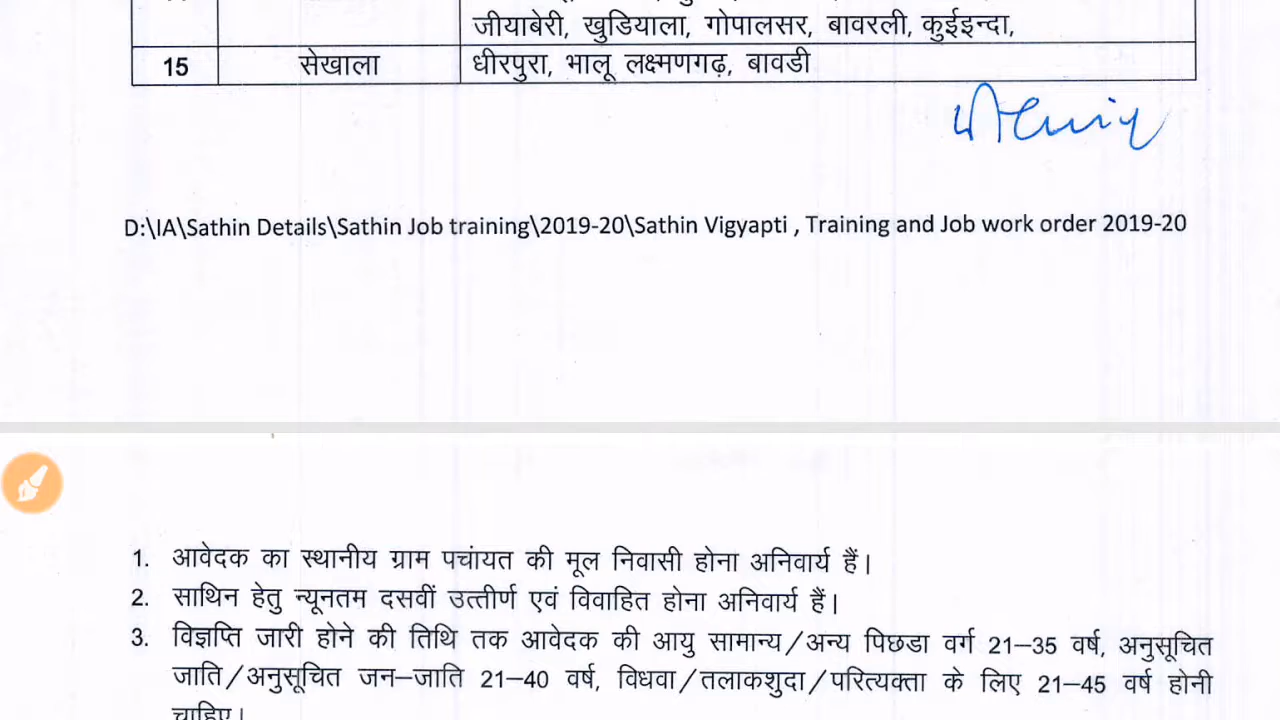 जीयाबेरी, खुडियाला, गोपालसर, बावरली, कुईइन्दा,
15 सेखाला धीरपुरा, भालू लक्ष्मणगढ़, बावडी
D:\IA\Sathin Details\Sathin Job training\2019-20\Sathin Vigyapti , Training and Job work order 2019-20
1. आवेदक का स्थानीय ग्राम पचांयत की मूल निवासी होना अनिवार्य हैं।
2. साथिन हेतु न्यूनतम दसवीं उत्तीर्ण एवं विवाहित होना अनिवार्य हैं।
3. विज्ञप्ति जारी होने की तिथि तक आवेदक की आयु सामान्य/अन्य पिछडा वर्ग 21–35 वर्ष, अनुसूचित
जाति/अनुसूचित जन–जाति 21–40 वर्ष, विधवा/तलाकशुदा/परित्यक्ता के लिए 21–45 वर्ष होनी
चाहिए।